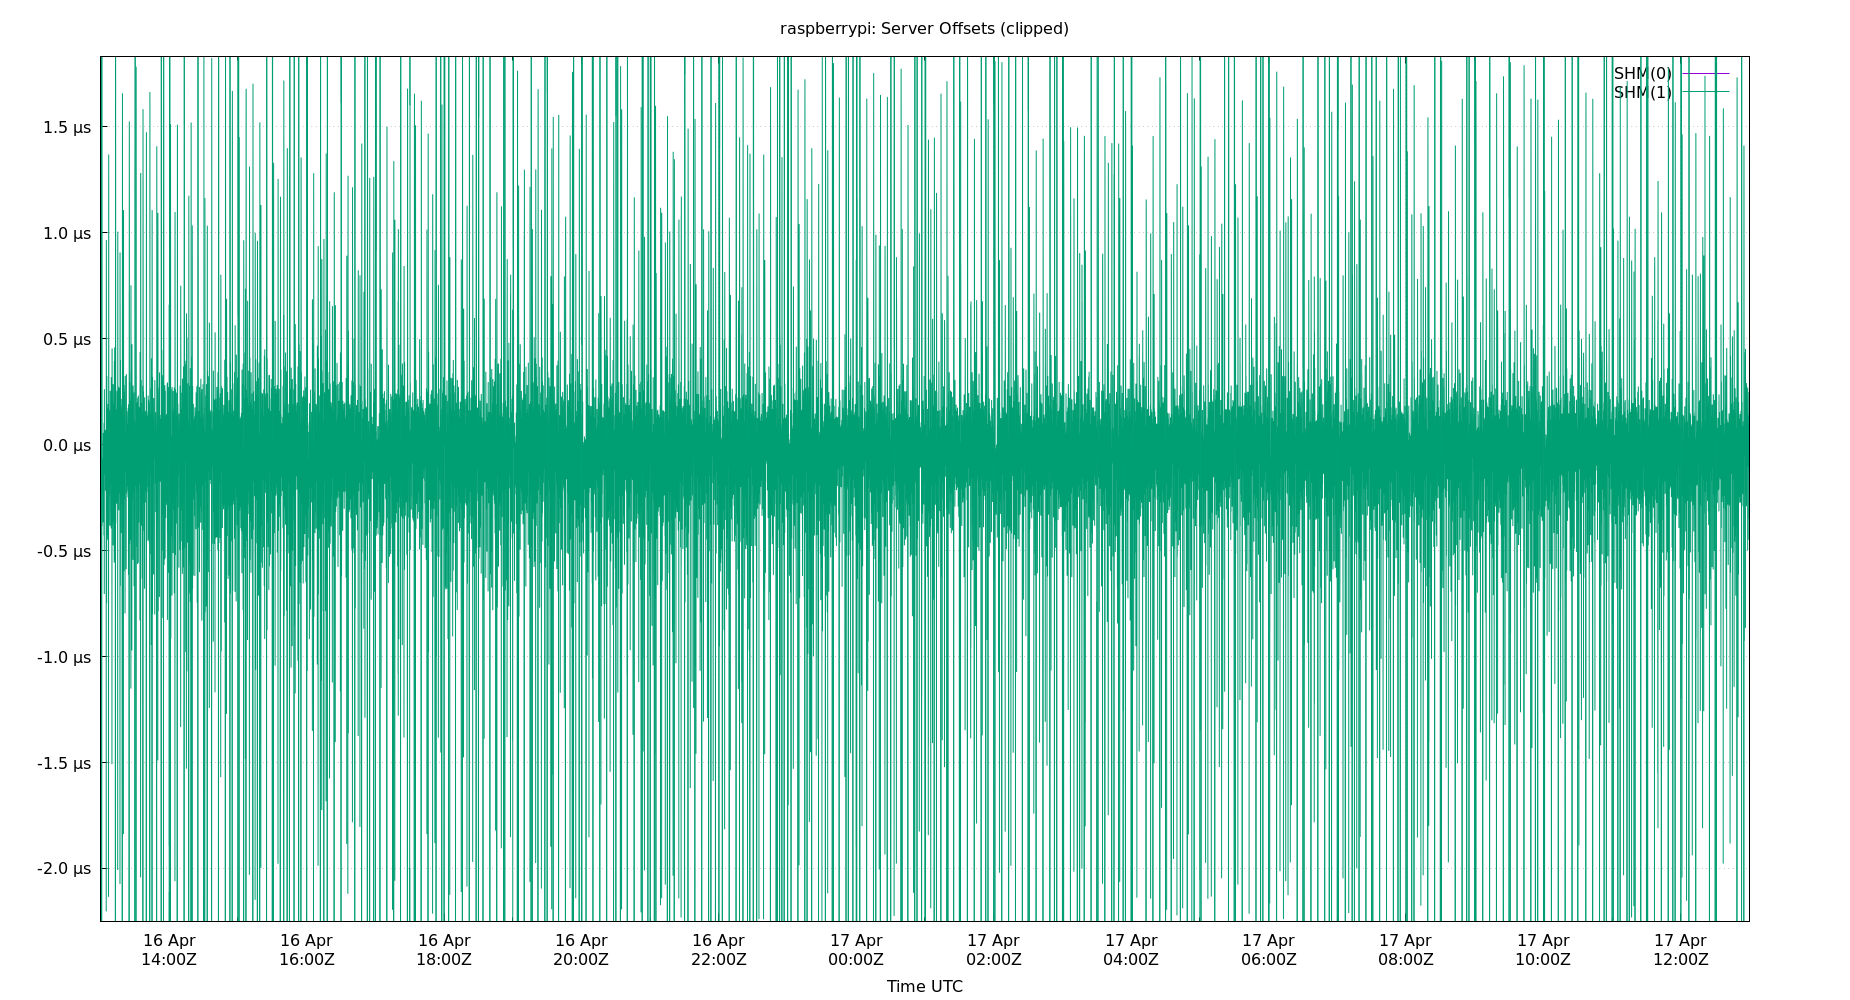 raspberrypi: Server Offsets (clipped)
SHM(0)
SHM(1)
1.5 µs
1.0 µs
0.5 µs
0.0 µs
-0.5 µs
-1.0 µs
-1.5 µs
-2.0 µs
16 Apr 16 Apr 16 Apr 16 Apr 16 Apr 17 Apr 17 Apr 17 Apr 17 Apr 17 Apr 17 Apr 17 Apr
14:00Z 16:00Z 18:00Z 20:00Z 22:00Z 00:00Z 02:00Z 04:00Z 06:00Z 08:00Z 10:00Z 12:00Z
Time UTC